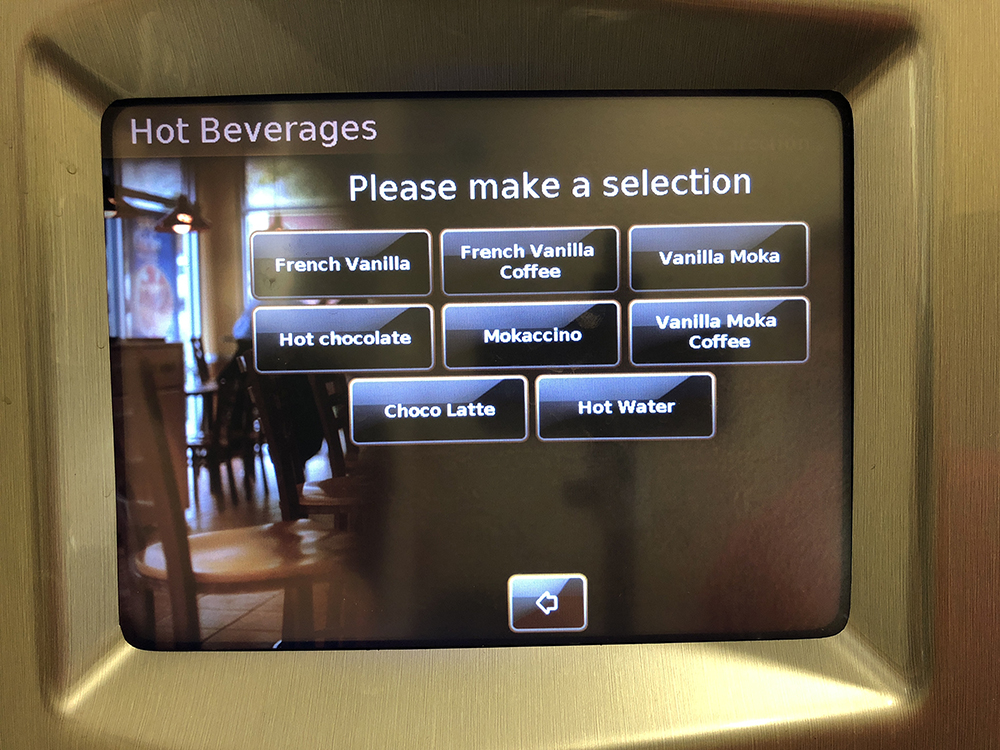 Hot Beverages
Please make a selection
French Vanilla
French Vanilla
Coffee
Vanilla Moka
Hot chocolate
Mokaccino
Vanilla Moka
Coffee
Choco Latte
Hot Water